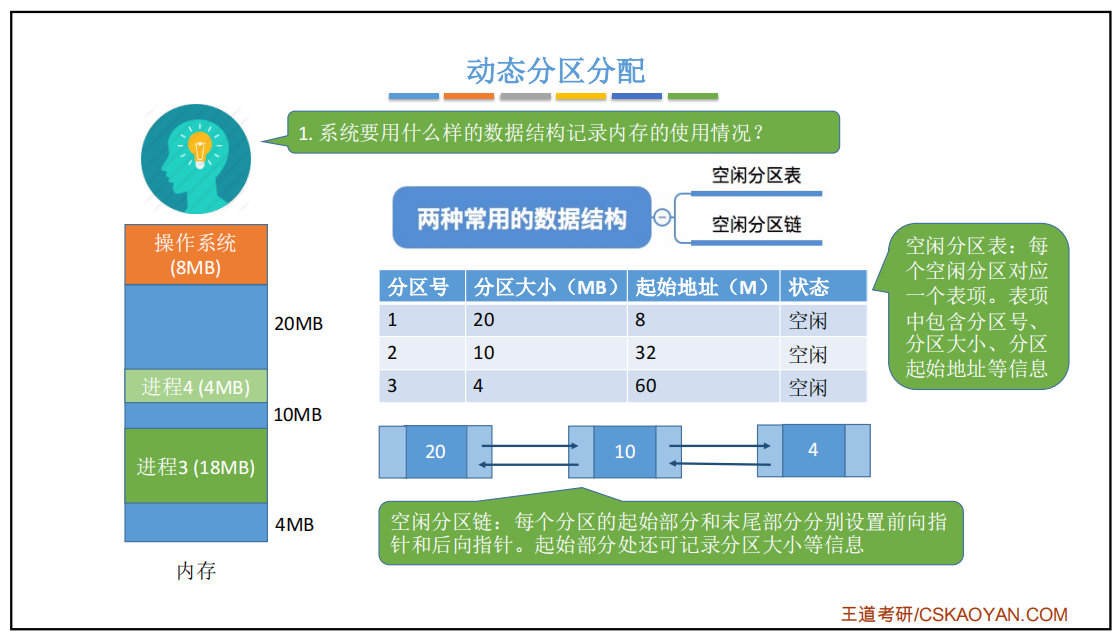 动态分区分配
1. 系统要用什么样的数据结构记录内存的使用情况？
两种常用的数据结构
空闲分区表
空闲分区链
操作系统
(8MB)
20MB
进程4 (4MB)
10MB
进程3 (18MB)
4MB
内存
分区号 分区大小（MB） 起始地址（M） 状态
1 20 8 空闲
2 10 32 空闲
3 4 60 空闲
空闲分区表：每
个空闲分区对应
一个表项。表项
中包含分区号、
分区大小、分区
起始地址等信息
20 10 4
空闲分区链：每个分区的起始部分和末尾部分分别设置前向指
针和后向指针。起始部分处还可记录分区大小等信息
王道考研/CSKAOYAN.COM